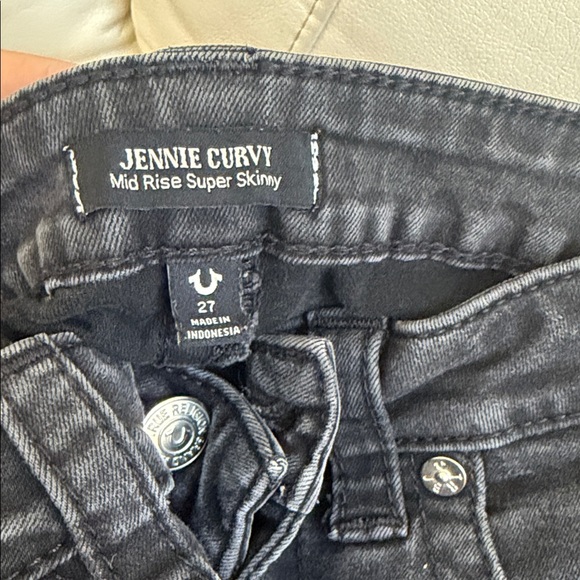 JENNIE CURVY
Mid Rise Super Skinny
27
MADE IN
INDONESIA
TRUE RELIGION